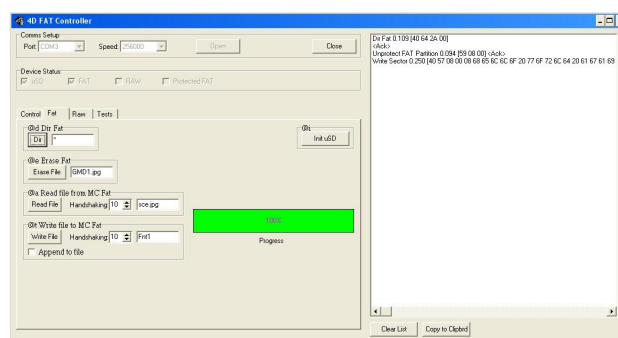 4D FAT Controller
Comms Setup
Port: COM3 Speed: 256000 Open Close
Device Status
uSD FAT RAW Protected FAT
Control Fat Raw Tests
@d Dir Fat
Dir *
@i
Init uSD
@e Erase Fat
Erase File GMD1.jpg
@a Read file from MC Fat
Read File Handshaking: 10 sce.jpg
@t Write file to MC Fat
Write File Handshaking: 10 Fnt1
Append to file
100%
Progress
Dir Fat 0.109 [40 64 2A 00]
<Ack>
Unprotect FAT Partition 0.094 [59 08 00] <Ack>
Write Sector 0.250 [40 57 08 00 08 68 65 6C 6C 6F 20 77 6F 72 6C 64 20 61 67 61 69
Clear List Copy to Clipbrd